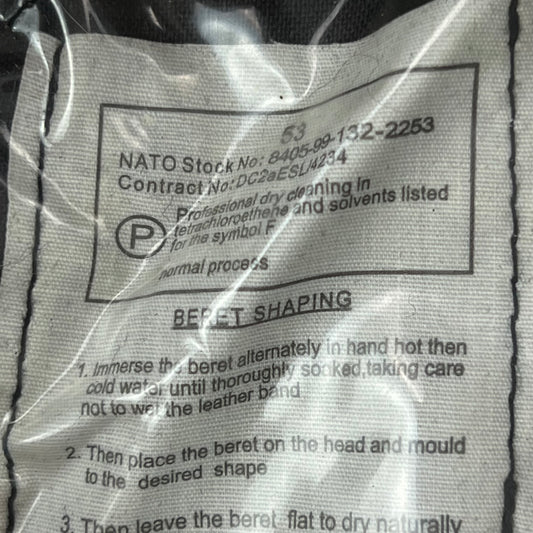 53
NATO Stock No: 8405-99-132-2253
Contract No: DC2aESL/4234
P
Professional dry cleaning in
tetrachloroethene and solvents listed
for the symbol F
normal process
BERET SHAPING
1. Immerse the beret alternately in hand hot then
cold water until thoroughly sooked,taking care
not to wet the leather band
2. Then place the beret on the head and mould
to the desired shape
3. Then leave the beret flat to dry naturally